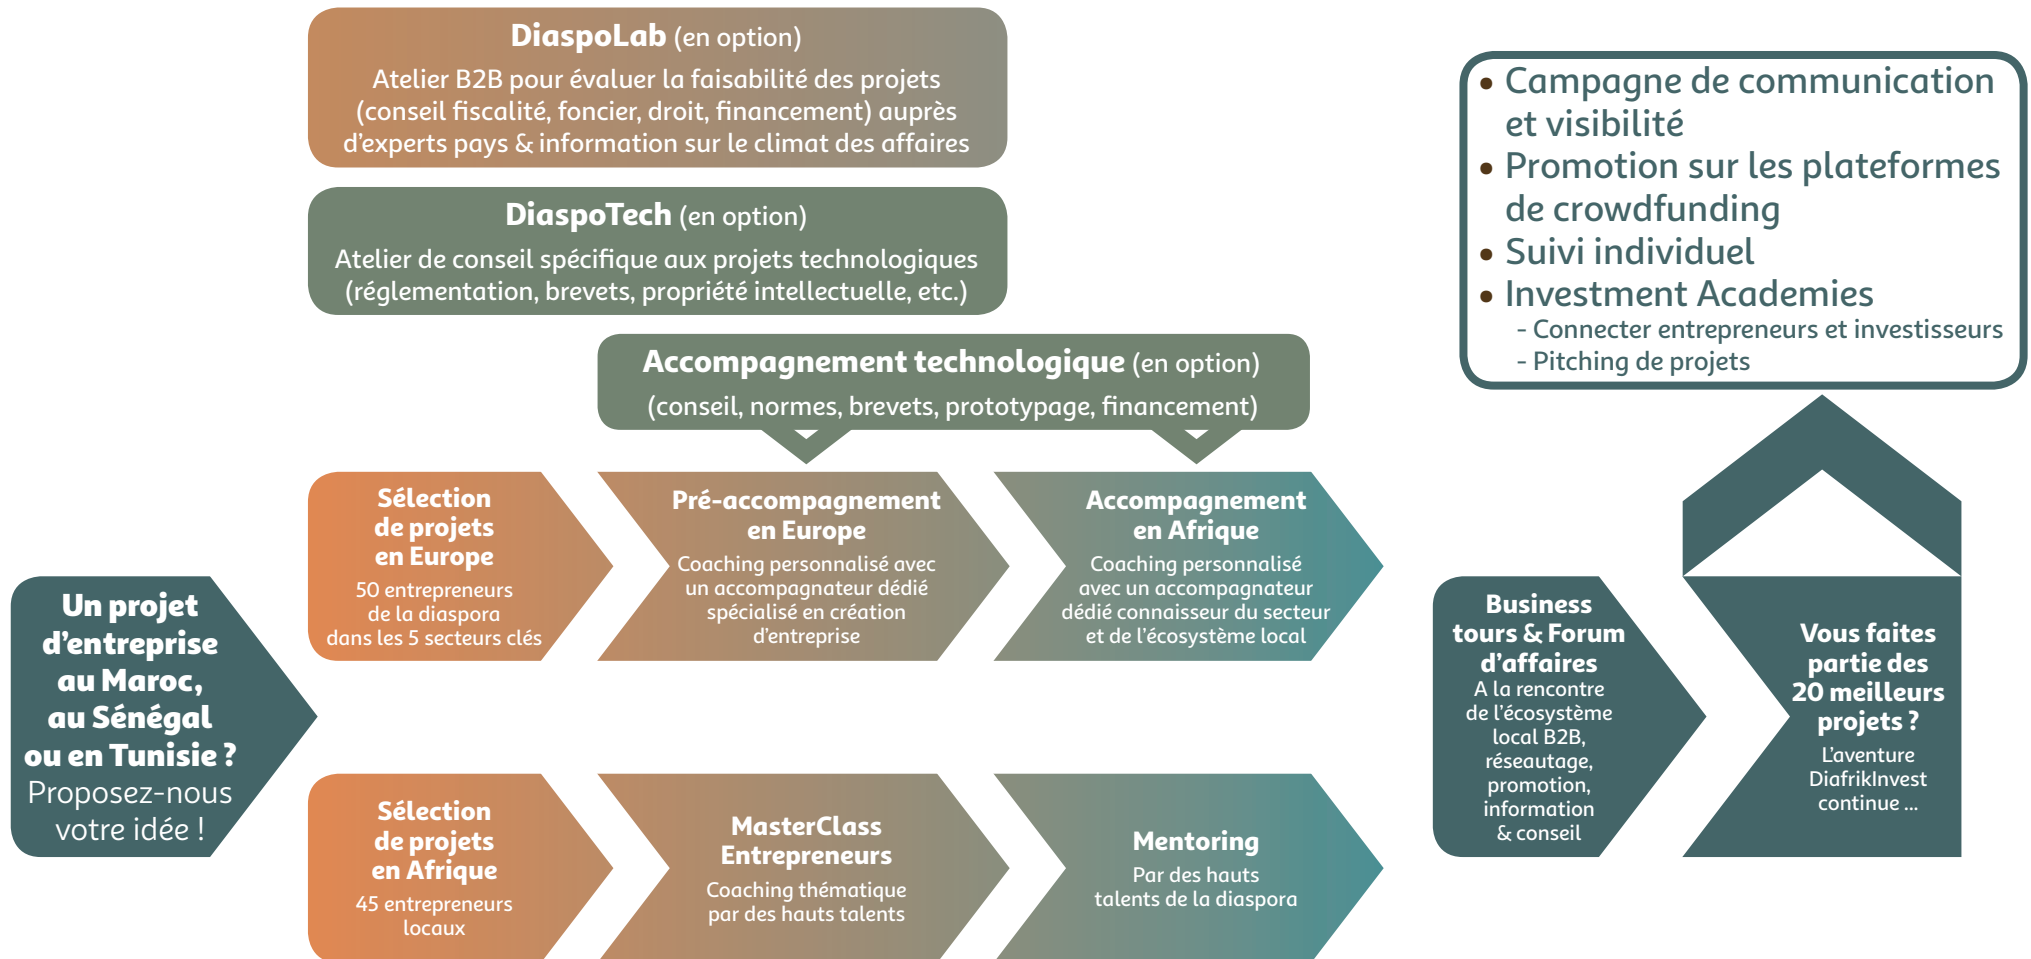 DiaspoLab (en option)
Atelier B2B pour évaluer la faisabilité des projets
(conseil fiscalité, foncier, droit, financement) auprès
d'experts pays & information sur le climat des affaires
DiaspoTech (en option)
Atelier de conseil spécifique aux projets technologiques
(réglementation, brevets, propriété intellectuelle, etc.)
Accompagnement technologique (en option)
(conseil, normes, brevets, prototypage, financement)
Un projet
d'entreprise
au Maroc,
au Sénégal
ou en Tunisie ?
Proposez-nous
votre idée !
Sélection
de projets
en Europe
50 entrepreneurs
de la diaspora
dans les 5 secteurs clés
Pré-accompagnement
en Europe
Coaching personnalisé avec
un accompagnateur dédié
spécialisé en création
d'entreprise
Accompagnement
en Afrique
Coaching personnalisé
avec un accompagnateur
dédié connaisseur du secteur
et de l'écosystème local
Sélection
de projets
en Afrique
45 entrepreneurs
locaux
MasterClass
Entrepreneurs
Coaching thématique
par des hauts talents
Mentoring
Par des hauts
talents de la diaspora
Business
tours & Forum
d'affaires
A la rencontre
de l'écosystème
local B2B,
réseautage,
promotion,
information
& conseil
Vous faites
partie des
20 meilleurs
projets ?
L'aventure
DiafrikInvest
continue ...
• Campagne de communication
et visibilité
• Promotion sur les plateformes
de crowdfunding
• Suivi individuel
• Investment Academies
- Connecter entrepreneurs et investisseurs
- Pitching de projets